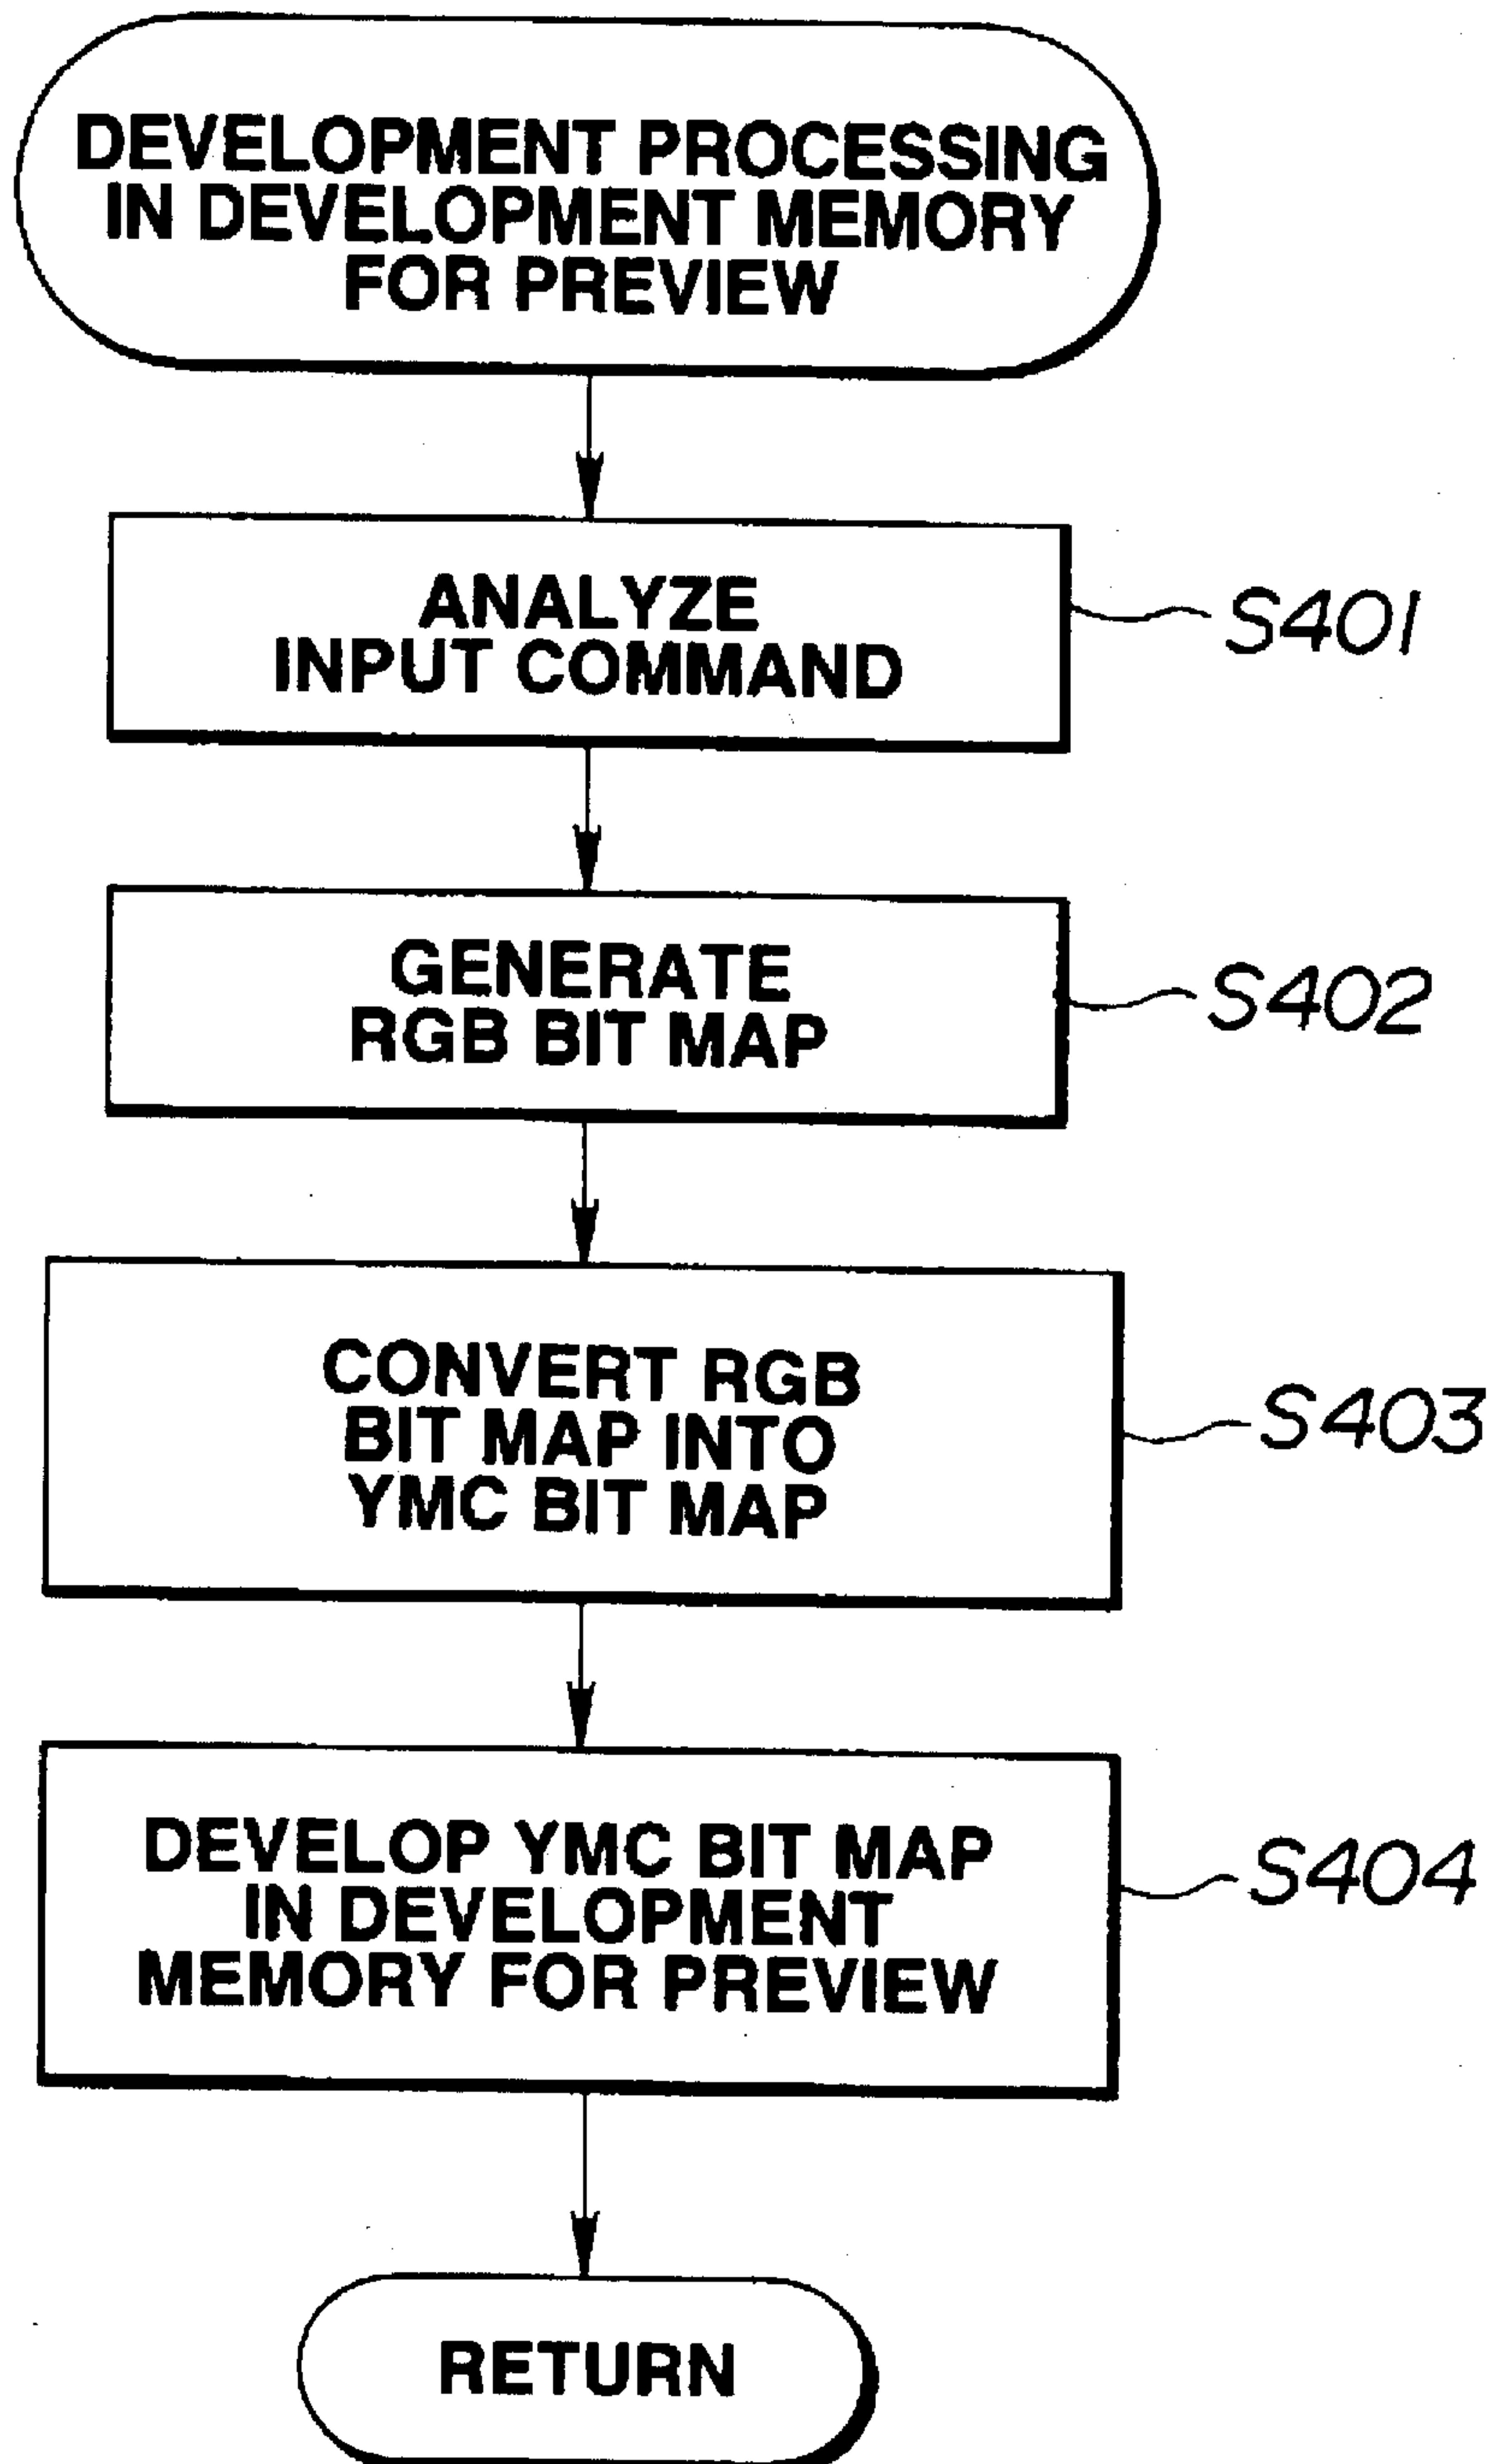 DEVELOPMENT PROCESSING
IN DEVELOPMENT MEMORY
FOR PREVIEW
ANALYZE
INPUT COMMAND
S401
GENERATE
RGB BIT MAP
S402
CONVERT RGB
BIT MAP INTO
YMC BIT MAP
S403
DEVELOP YMC BIT MAP
IN DEVELOPMENT
MEMORY FOR PREVIEW
S404
RETURN